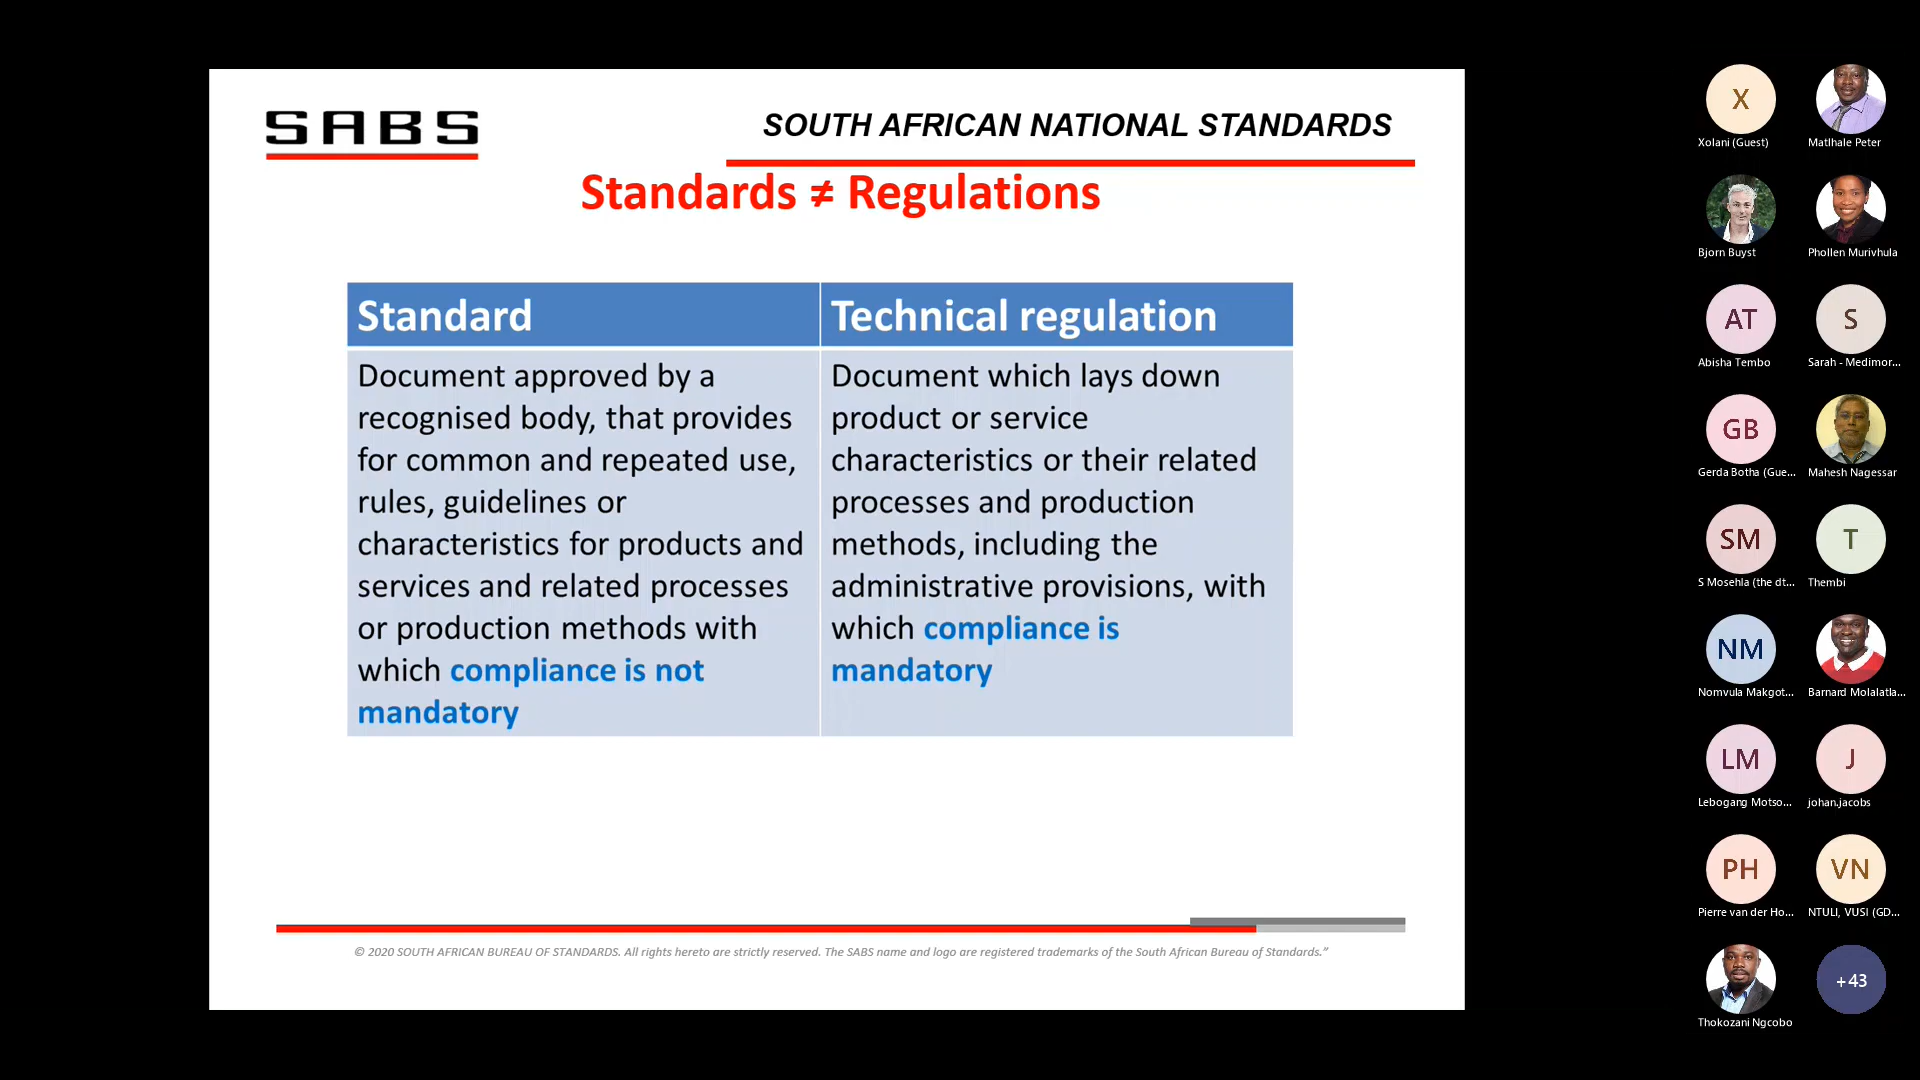 SABS
SOUTH AFRICAN NATIONAL STANDARDS
Standards ≠ Regulations
Standard
Document approved by a
recognised body, that provides
for common and repeated use,
rules, guidelines or
characteristics for products and
services and related processes
or production methods with
which compliance is not
mandatory
Technical regulation
Document which lays down
product or service
characteristics or their related
processes and production
methods, including the
administrative provisions, with
which compliance is
mandatory
© 2020 SOUTH AFRICAN BUREAU OF STANDARDS. All rights hereto are strictly reserved. The SABS name and logo are registered trademarks of the South African Bureau of Standards.”
X
Xolani (Guest)
Matlhale Peter
Bjorn Buyst
Phollen Murivhula
AT
Abisha Tembo
S
Sarah - Medimor...
GB
Gerda Botha (Gue...
Mahesh Nagessar
SM
S Mosehla (the dt...
T
Thembi
NM
Nomvula Makgot...
Barnard Molalatla...
LM
Lebogang Motso...
J
johan.jacobs
PH
Pierre van der Ho...
VN
NTULI, VUSI (GD...
Thokozani Ngcobo
+43